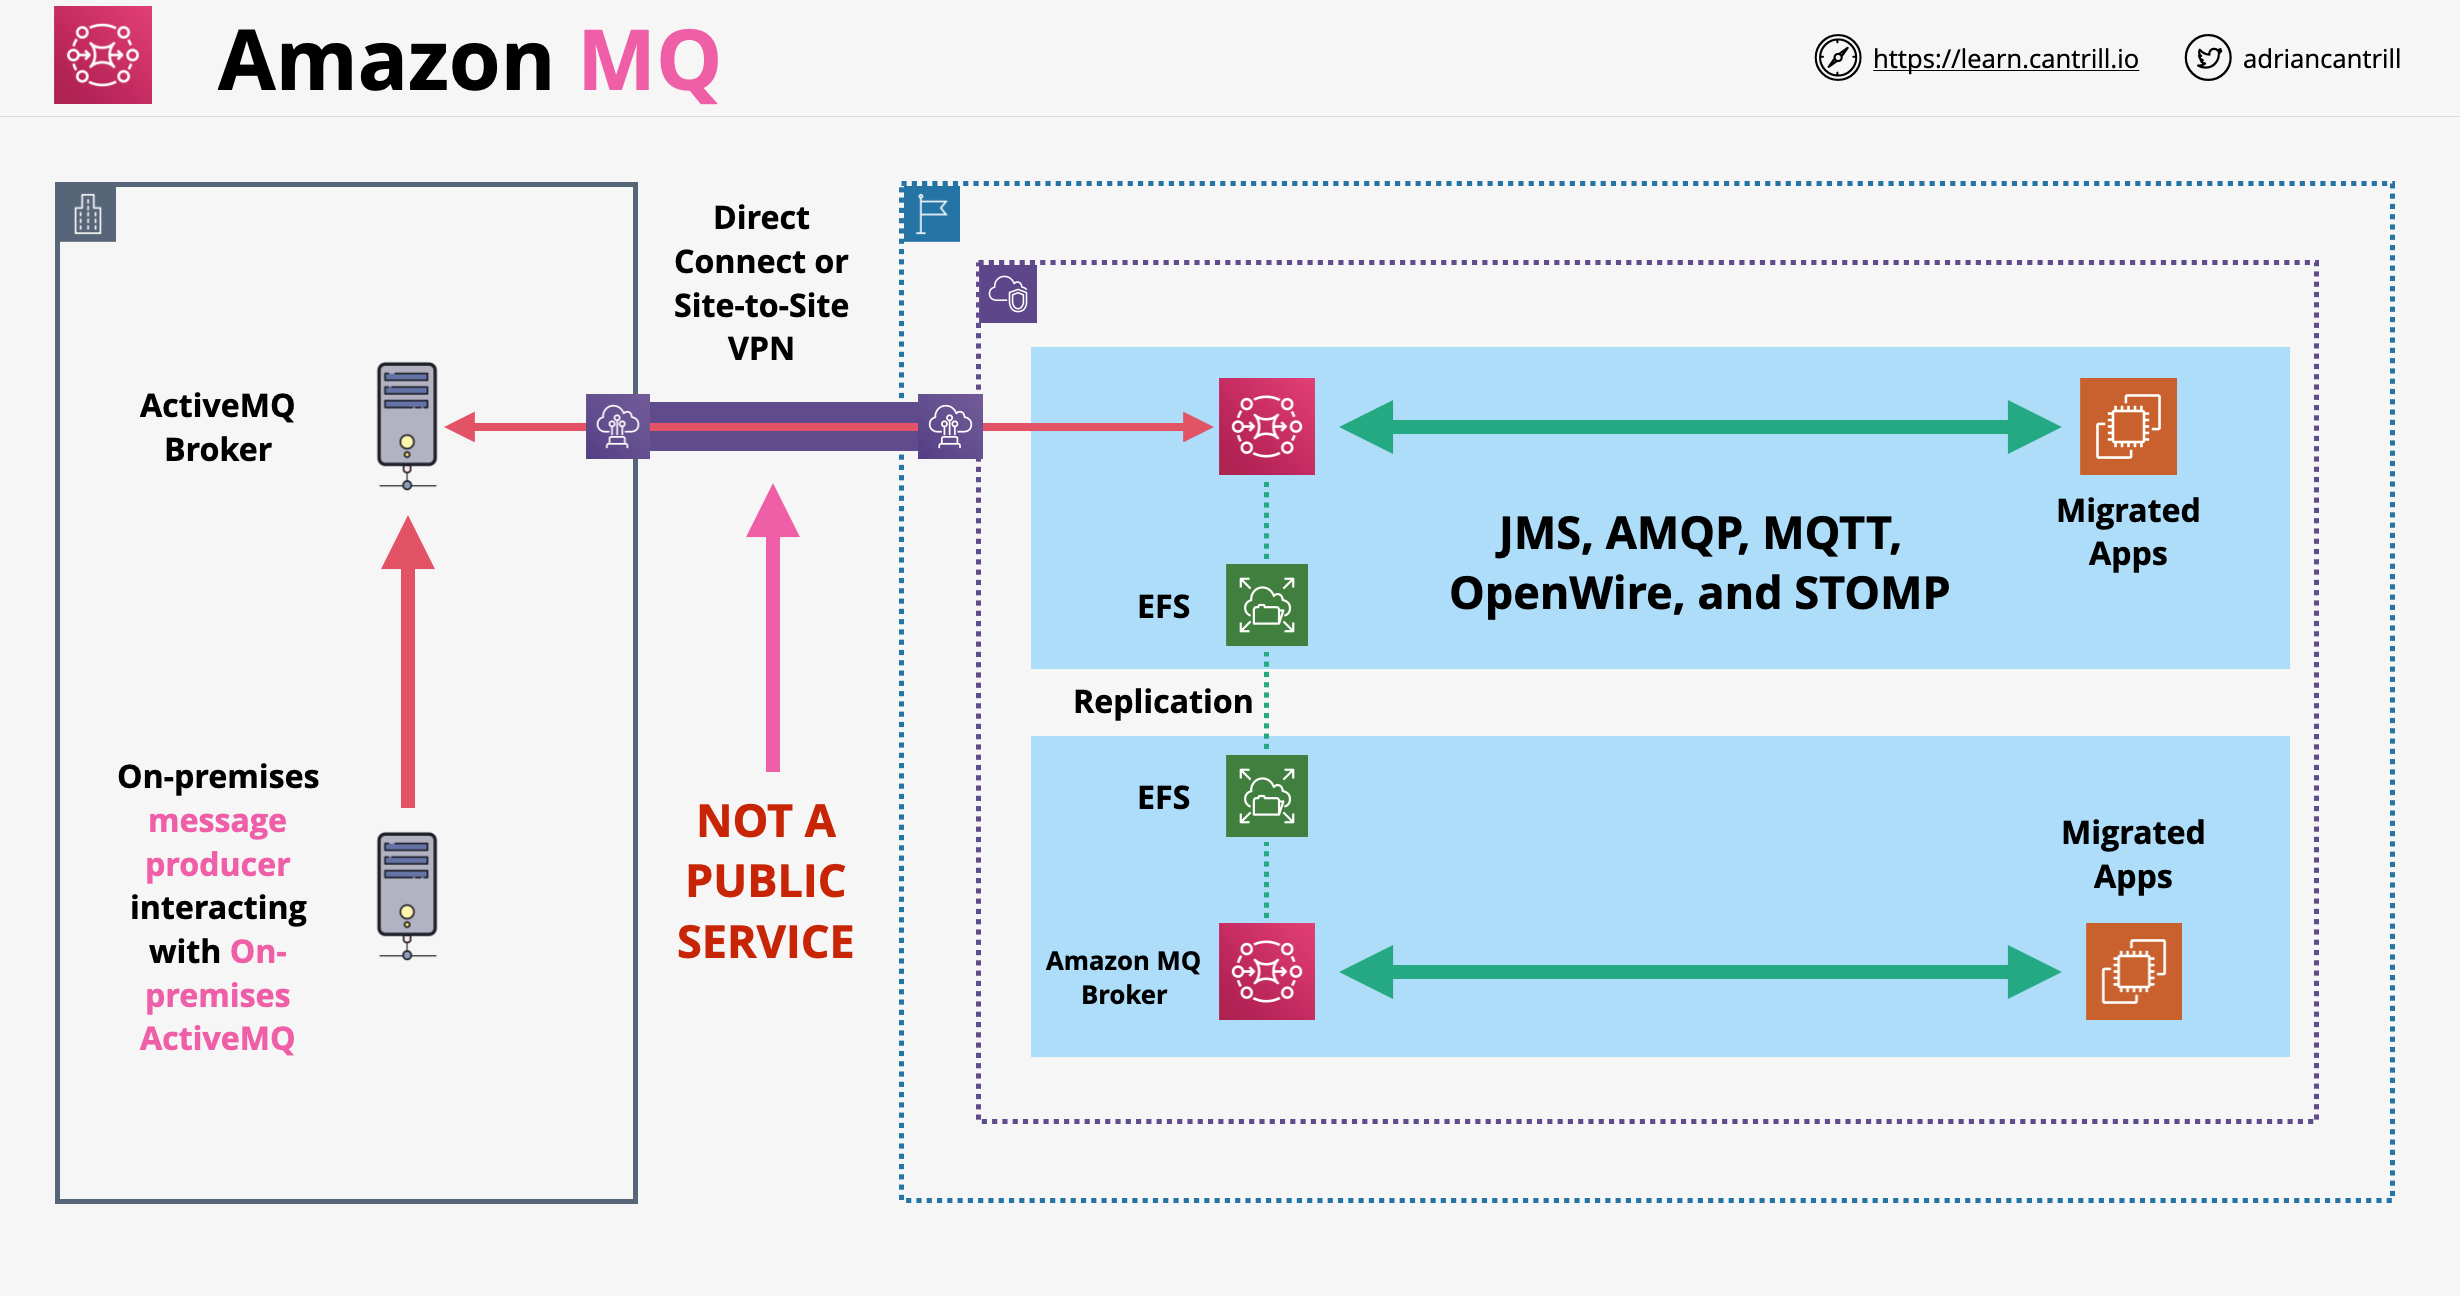 Amazon MQ
https://learn.cantrill.io
adriancantrill
Direct
Connect or
Site-to-Site
VPN
ActiveMQ
Broker
On-premises
message
producer
interacting
with On-
premises
ActiveMQ
NOT A
PUBLIC
SERVICE
JMS, AMQP, MQTT,
OpenWire, and STOMP
Migrated
Apps
EFS
Replication
EFS
Migrated
Apps
Amazon MQ
Broker